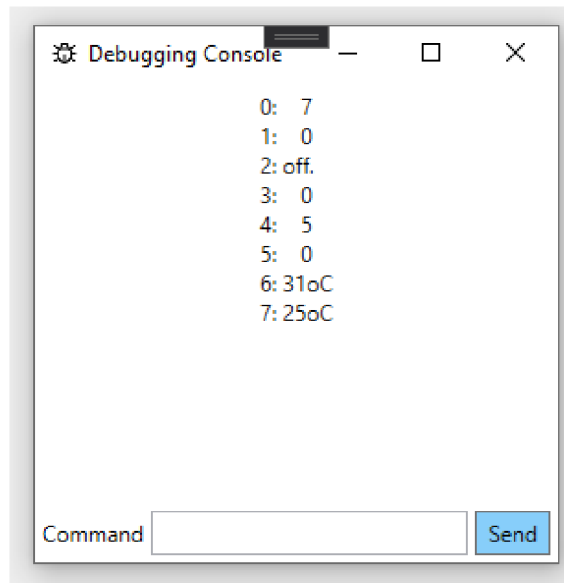 Debugging Console
0: 7
1: 0
2: off.
3: 0
4: 5
5: 0
6: 31oC
7: 25oC
Command
Send